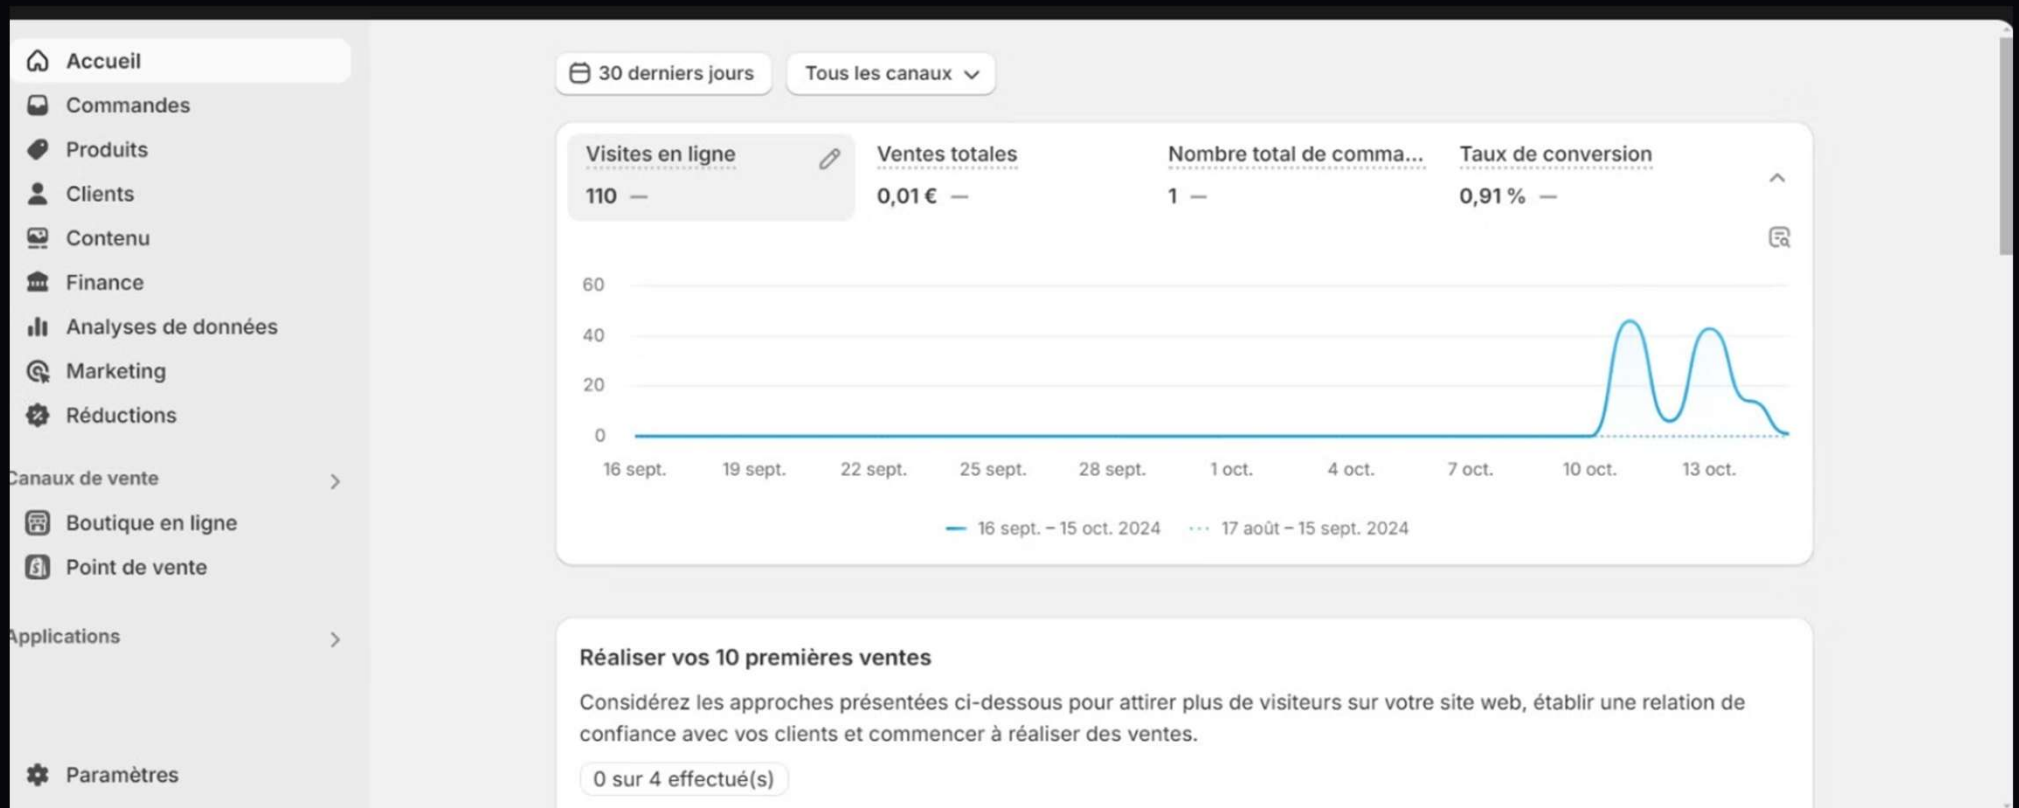 Accueil
Commandes
Produits
Clients
Contenu
Finance
Analyses de données
Marketing
Réductions
Canaux de vente
Boutique en ligne
Point de vente
Applications
Paramètres
30 derniers jours
Tous les canaux
Visites en ligne
110 —
Ventes totales
0,01 € —
Nombre total de comma...
1 —
Taux de conversion
0,91 % —
60
40
20
0
16 sept. 19 sept. 22 sept. 25 sept. 28 sept. 1 oct. 4 oct. 7 oct. 10 oct. 13 oct.
16 sept. – 15 oct. 2024 17 août – 15 sept. 2024
Réaliser vos 10 premières ventes
Considérez les approches présentées ci-dessous pour attirer plus de visiteurs sur votre site web, établir une relation de
confiance avec vos clients et commencer à réaliser des ventes.
0 sur 4 effectué(s)